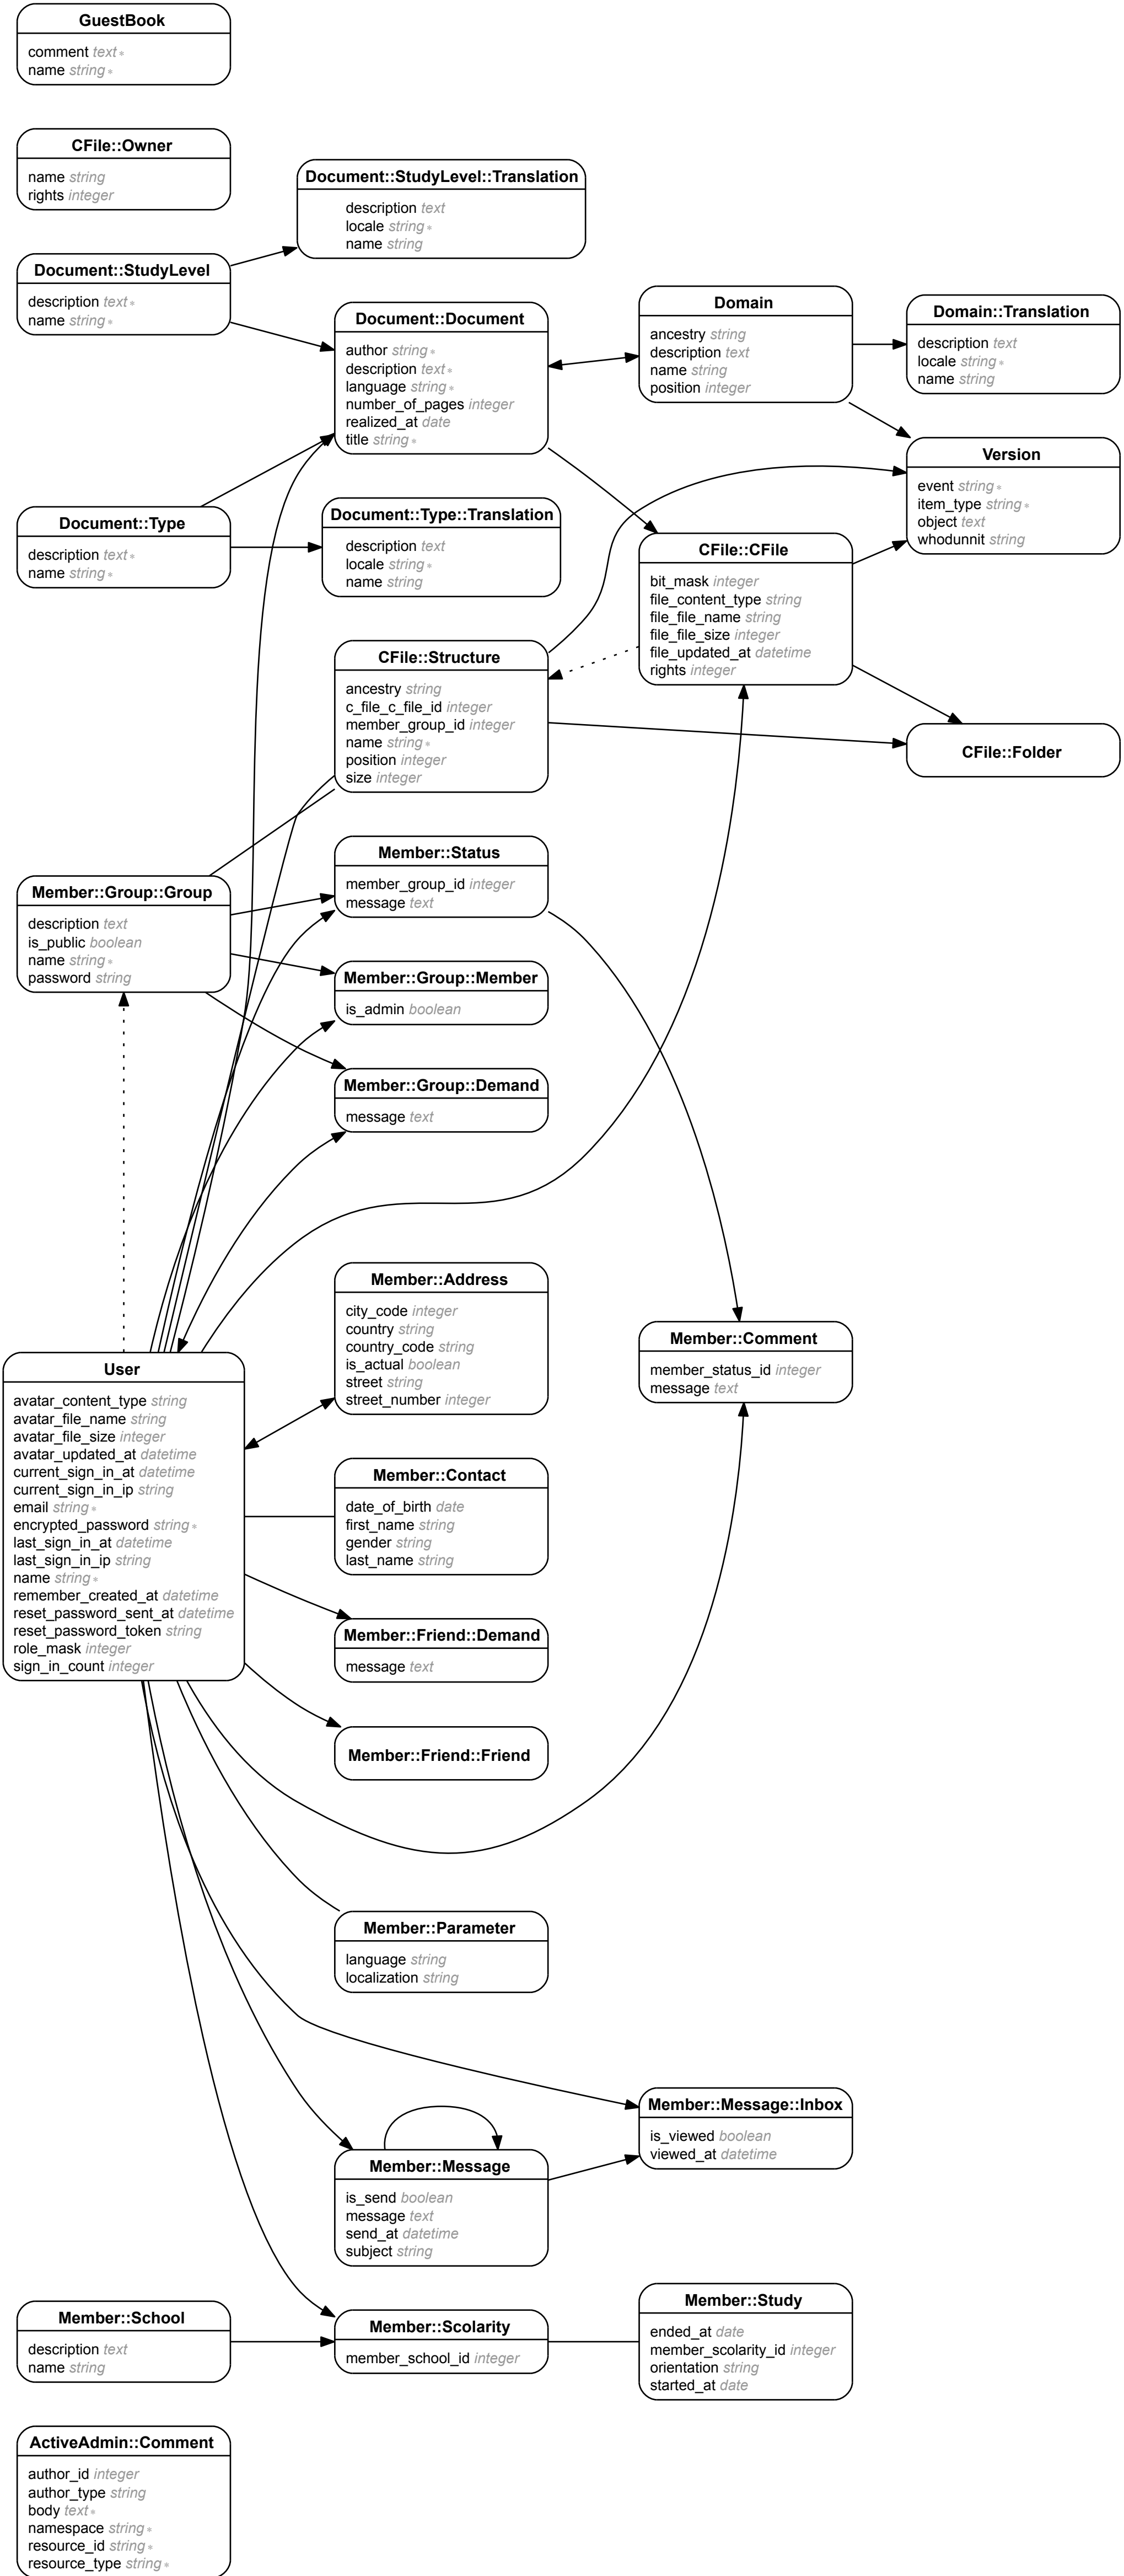 GuestBook
comment text ∗
name string ∗
CFile::Owner
name string
rights integer
Document::StudyLevel::Translation
description text
locale string ∗
name string
Document::StudyLevel
description text ∗
name string ∗
Document::Document
author string ∗
description text ∗
language string ∗
number_of_pages integer
realized_at date
title string ∗
Domain
ancestry string
description text
name string
position integer
Domain::Translation
description text
locale string ∗
name string
Version
event string ∗
item_type string ∗
object text
whodunnit string
Document::Type
description text ∗
name string ∗
Document::Type::Translation
description text
locale string ∗
name string
CFile::CFile
bit_mask integer
file_content_type string
file_file_name string
file_file_size integer
file_updated_at datetime
rights integer
CFile::Structure
ancestry string
c_file_c_file_id integer
member_group_id integer
name string ∗
position integer
size integer
CFile::Folder
Member::Status
member_group_id integer
message text
Member::Group::Group
description text
is_public boolean
name string ∗
password string
Member::Group::Member
is_admin boolean
Member::Group::Demand
message text
Member::Address
city_code integer
country string
country_code string
is_actual boolean
street string
street_number integer
Member::Comment
member_status_id integer
message text
User
avatar_content_type string
avatar_file_name string
avatar_file_size integer
avatar_updated_at datetime
current_sign_in_at datetime
current_sign_in_ip string
email string ∗
encrypted_password string ∗
last_sign_in_at datetime
last_sign_in_ip string
name string ∗
remember_created_at datetime
reset_password_sent_at datetime
reset_password_token string
role_mask integer
sign_in_count integer
Member::Contact
date_of_birth date
first_name string
gender string
last_name string
Member::Friend::Demand
message text
Member::Friend::Friend
Member::Parameter
language string
localization string
Member::Message::Inbox
is_viewed boolean
viewed_at datetime
Member::Message
is_send boolean
message text
send_at datetime
subject string
Member::School
description text
name string
Member::Scolarity
member_school_id integer
Member::Study
ended_at date
member_scolarity_id integer
orientation string
started_at date
ActiveAdmin::Comment
author_id integer
author_type string
body text ∗
namespace string ∗
resource_id string ∗
resource_type string ∗